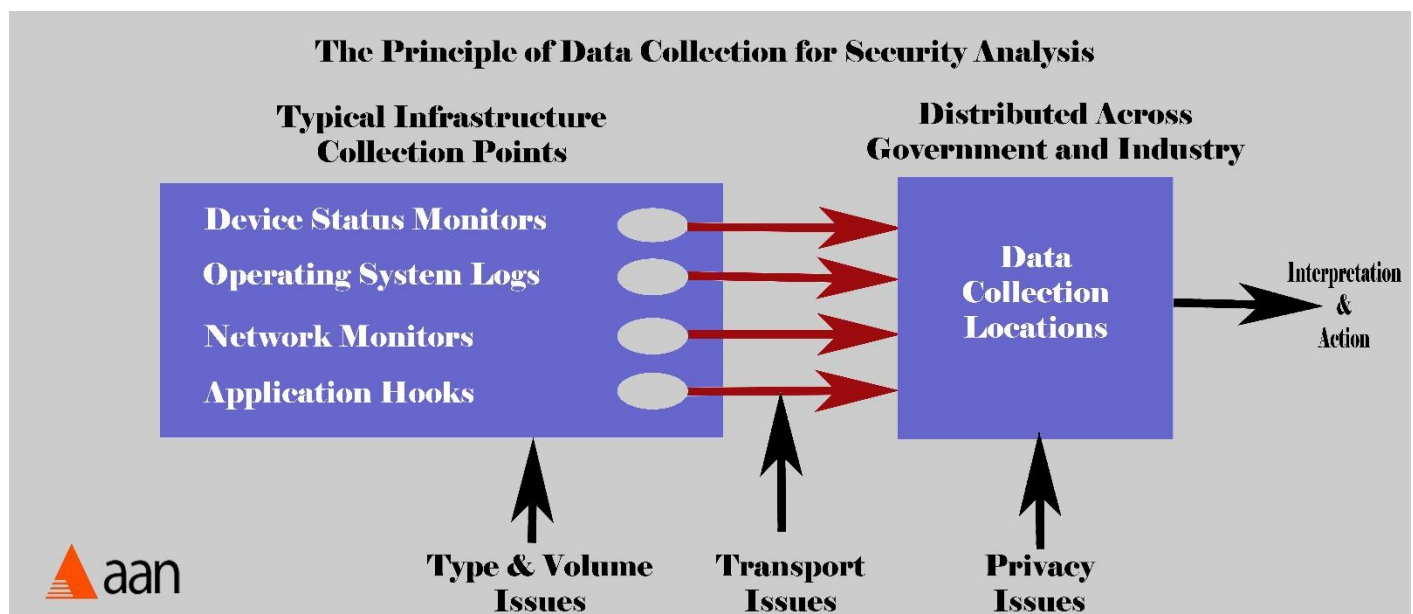 The Principle of Data Collection for Security Analysis
Typical Infrastructure
Collection Points
Distributed Across
Government and Industry
Device Status Monitors
Operating System Logs
Network Monitors
Application Hooks
Data
Collection
Locations
Interpretation
&
Action
Type & Volume
Issues
Transport
Issues
Privacy
Issues
aan